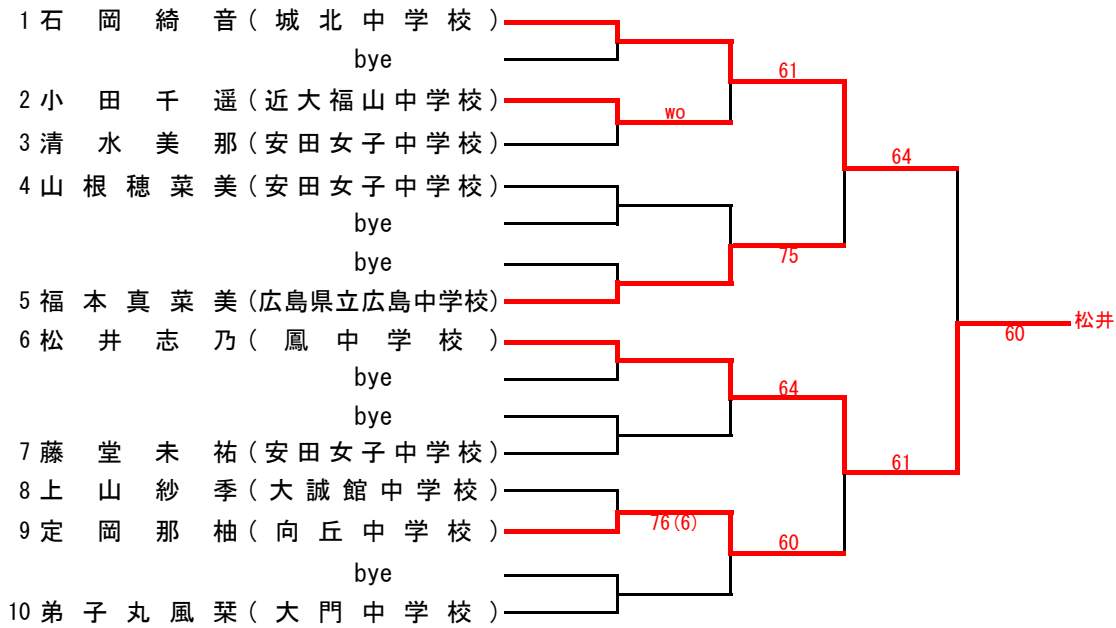 1 石岡綺音(城北中学校)
bye
2 小田千遥(近大福山中学校)
3 清水美那(安田女子中学校)
4 山根穂菜美(安田女子中学校)
bye
bye
5 福本真菜美(広島県立広島中学校)
6 松井志乃(鳳中学校)
bye
bye
7 藤堂未祐(安田女子中学校)
8 上山紗季(大誠館中学校)
9 定岡那柚(向丘中学校)
bye
10 弟子丸風栞(大門中学校)
wo
76(6)
61
75
64
60
64
61
60
松井